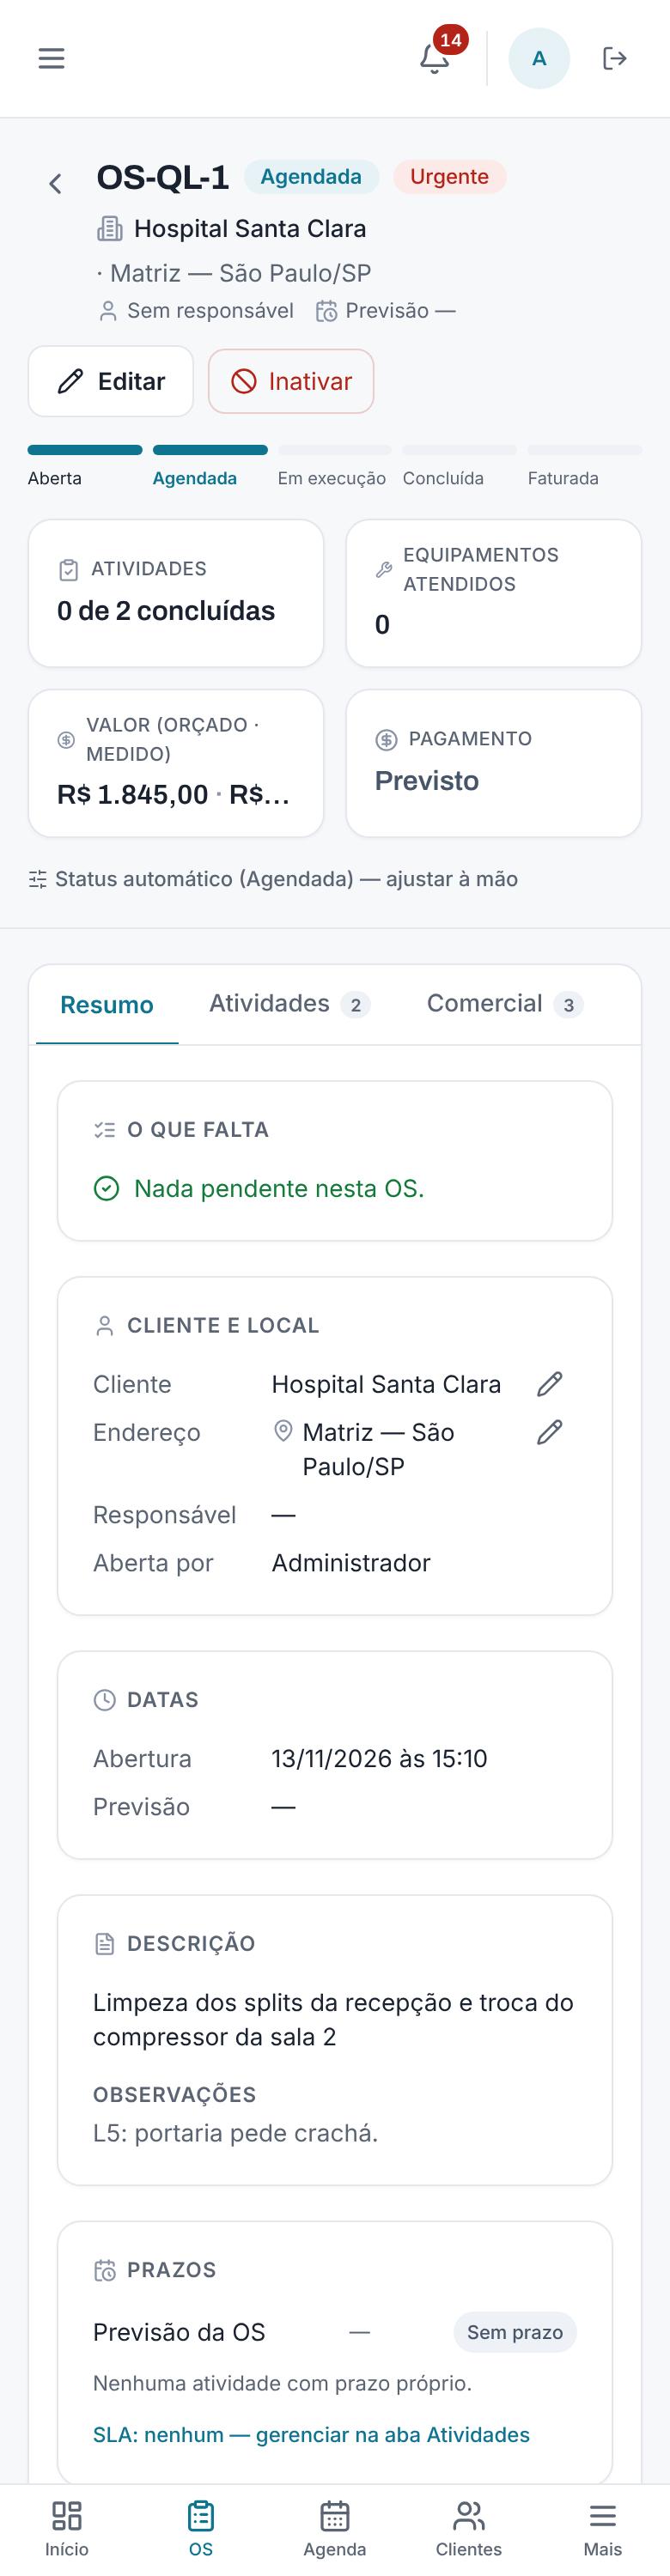 14
A
OS-QL-1 Agendada Urgente
Hospital Santa Clara
· Matriz — São Paulo/SP
Sem responsável Previsão —
Editar Inativar
Aberta Agendada Em execução Concluída Faturada
ATIVIDADES
0 de 2 concluídas
EQUIPAMENTOS
ATENDIDOS
0
VALOR (ORÇADO ·
MEDIDO)
R$ 1.845,00 · R$...
PAGAMENTO
Previsto
Status automático (Agendada) — ajustar à mão
Resumo Atividades 2 Comercial 3
O QUE FALTA
Nada pendente nesta OS.
CLIENTE E LOCAL
Cliente Hospital Santa Clara
Endereço Matriz — São
Paulo/SP
Responsável —
Aberta por Administrador
DATAS
Abertura 13/11/2026 às 15:10
Previsão —
DESCRIÇÃO
Limpeza dos splits da recepção e troca do
compressor da sala 2
OBSERVAÇÕES
L5: portaria pede crachá.
PRAZOS
Previsão da OS — Sem prazo
Nenhuma atividade com prazo próprio.
SLA: nenhum — gerenciar na aba Atividades
Início OS Agenda Clientes Mais